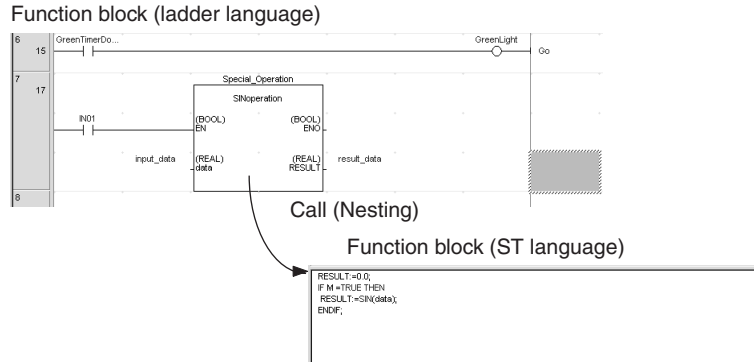 Function block (ladder language)
6
15
GreenTimerDo...
GreenLight
Go
7
17
Special_Operation
SINoperation
IN01
(BOOL)
EN
(BOOL)
ENO
input_data
(REAL)
data
(REAL)
RESULT
result_data
8
Call (Nesting)
Function block (ST language)
RESULT:=0.0;
IF M =TRUE THEN
RESULT:=SIN(data);
ENDIF;